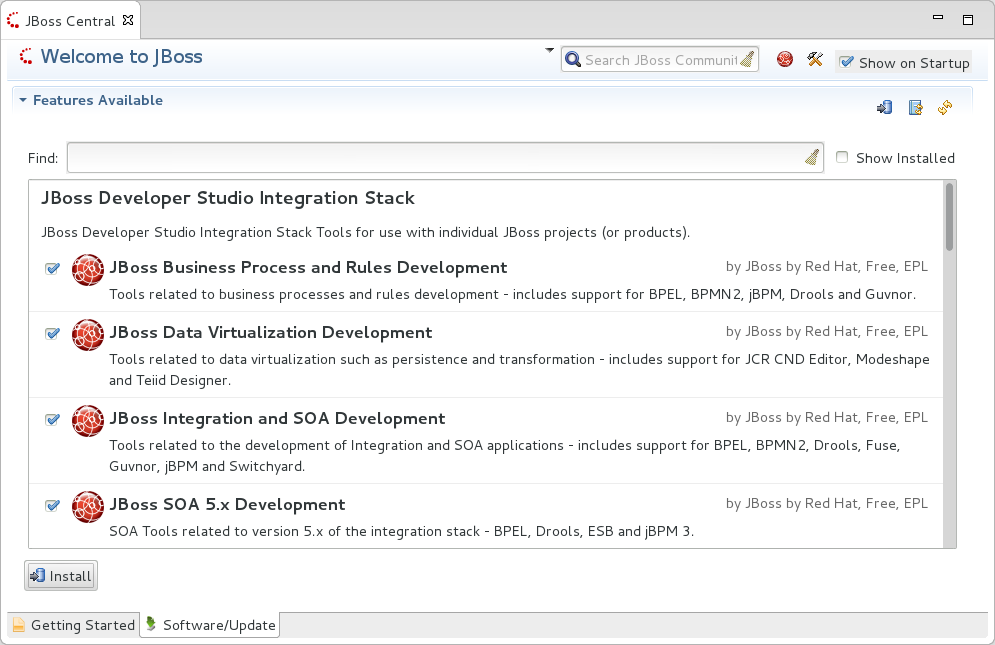 JBoss Central
Welcome to JBoss
Search JBoss Communit
Show on Startup
Features Available
Find:
Show Installed
JBoss Developer Studio Integration Stack
JBoss Developer Studio Integration Stack Tools for use with individual JBoss projects (or products).
JBoss Business Process and Rules Development by JBoss by Red Hat, Free, EPL
Tools related to business processes and rules development - includes support for BPEL, BPMN2, jBPM, Drools and Guvnor.
JBoss Data Virtualization Development by JBoss by Red Hat, Free, EPL
Tools related to data virtualization such as persistence and transformation - includes support for JCR CND Editor, Modeshape
and Teiid Designer.
JBoss Integration and SOA Development by JBoss by Red Hat, Free, EPL
Tools related to the development of Integration and SOA applications - includes support for BPEL, BPMN2, Drools, Fuse,
Guvnor, jBPM and Switchyard.
JBoss SOA 5.x Development by JBoss by Red Hat, Free, EPL
SOA Tools related to version 5.x of the integration stack - BPEL, Drools, ESB and jBPM 3.
Install
Getting Started
Software/Update